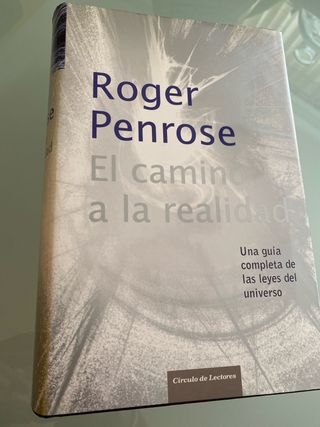 Roger
Penrose
El camino
a la realidad
Una guía
completa de
las leyes del
universo
Círculo de Lectores